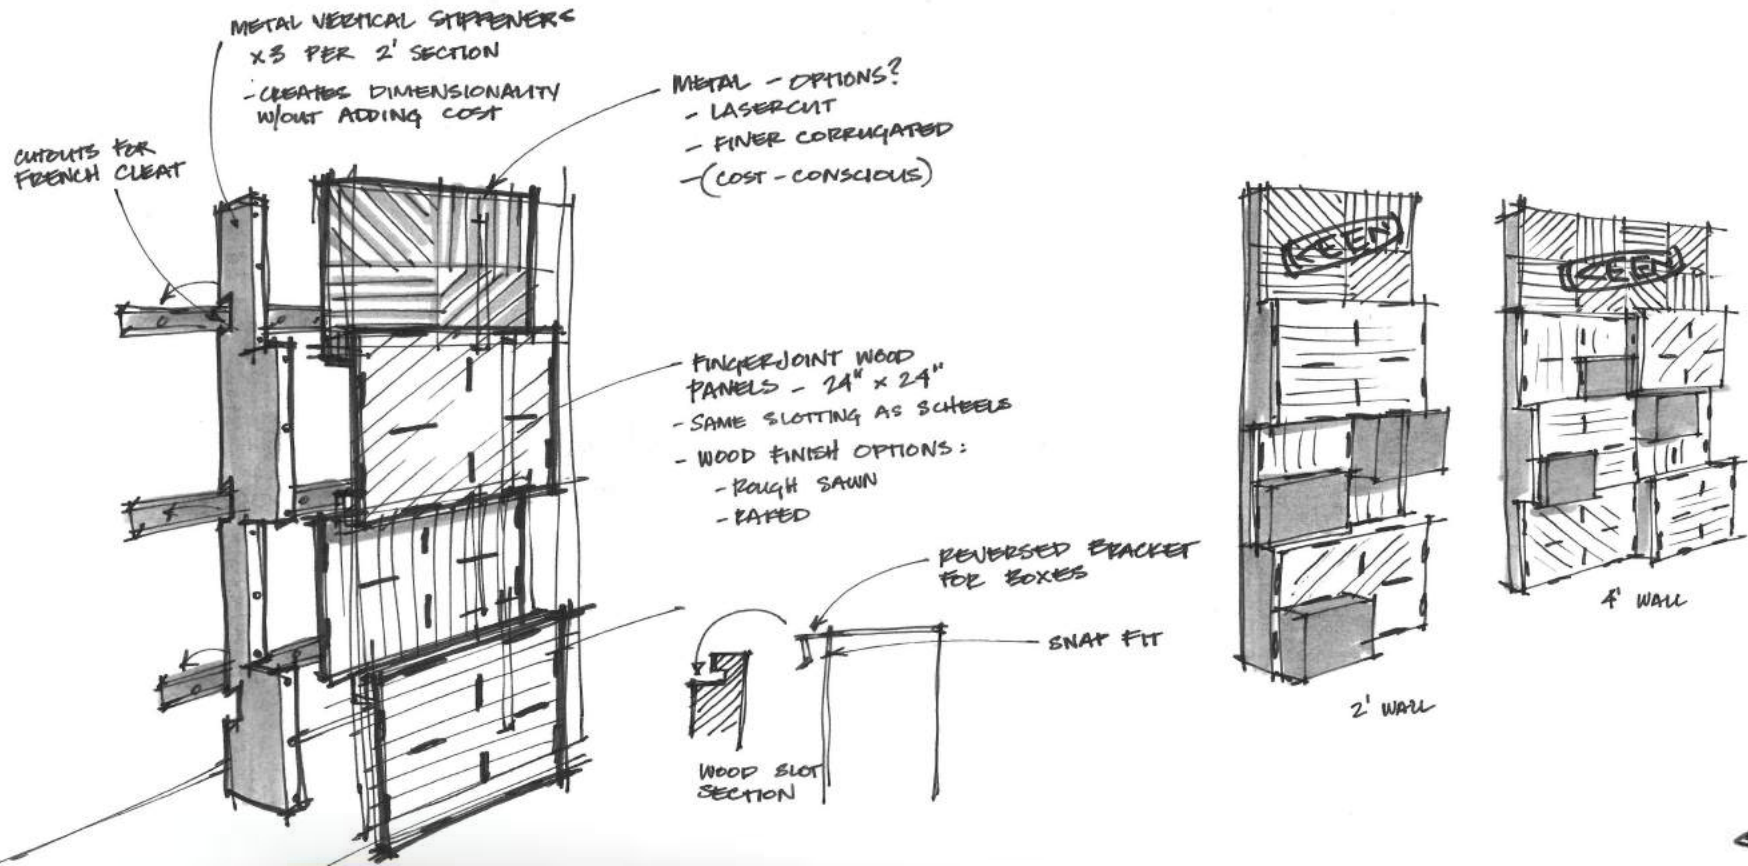 METAL VERTICAL STIFFENERS
x3 PER 2' SECTION
- CREATES DIMENSIONALITY
W/OUT ADDING COST
CUTOUTS FOR
FRENCH CLEAT
METAL - OPTIONS?
- LASERCUT
- FINER CORRUGATED
- (COST - CONSCIOUS)
FINGERJOINT WOOD
PANELS - 24" x 24"
- SAME SLOTTING AS SCHEELS
- WOOD FINISH OPTIONS:
- ROUGH SAWN
- RAKED
REVERSED BRACKET
FOR BOXES
SNAP FIT
WOOD SLOT
SECTION
KEEN
2' WALL
KEEN
4' WALL